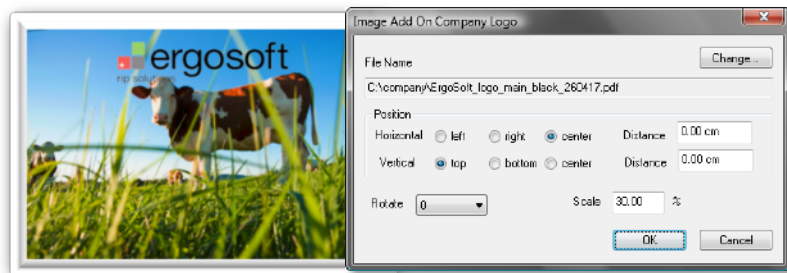 ergosoft
rip solutions
Image Add On Company Logo
File Name
Change...
C:\company\ErgoSoft_logo_main_black_260417.pdf
Position
Horizontal left right center Distance 0.00 cm
Vertical top bottom center Distance 0.00 cm
Rotate 0 Scale 30.00 %
OK Cancel